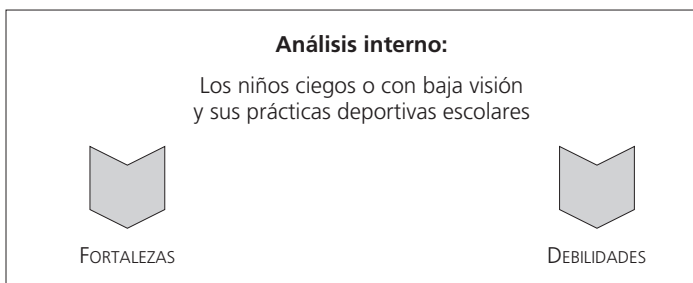 Análisis interno:
Los niños ciegos o con baja visión
y sus prácticas deportivas escolares
FORTALEZAS
DEBILIDADES